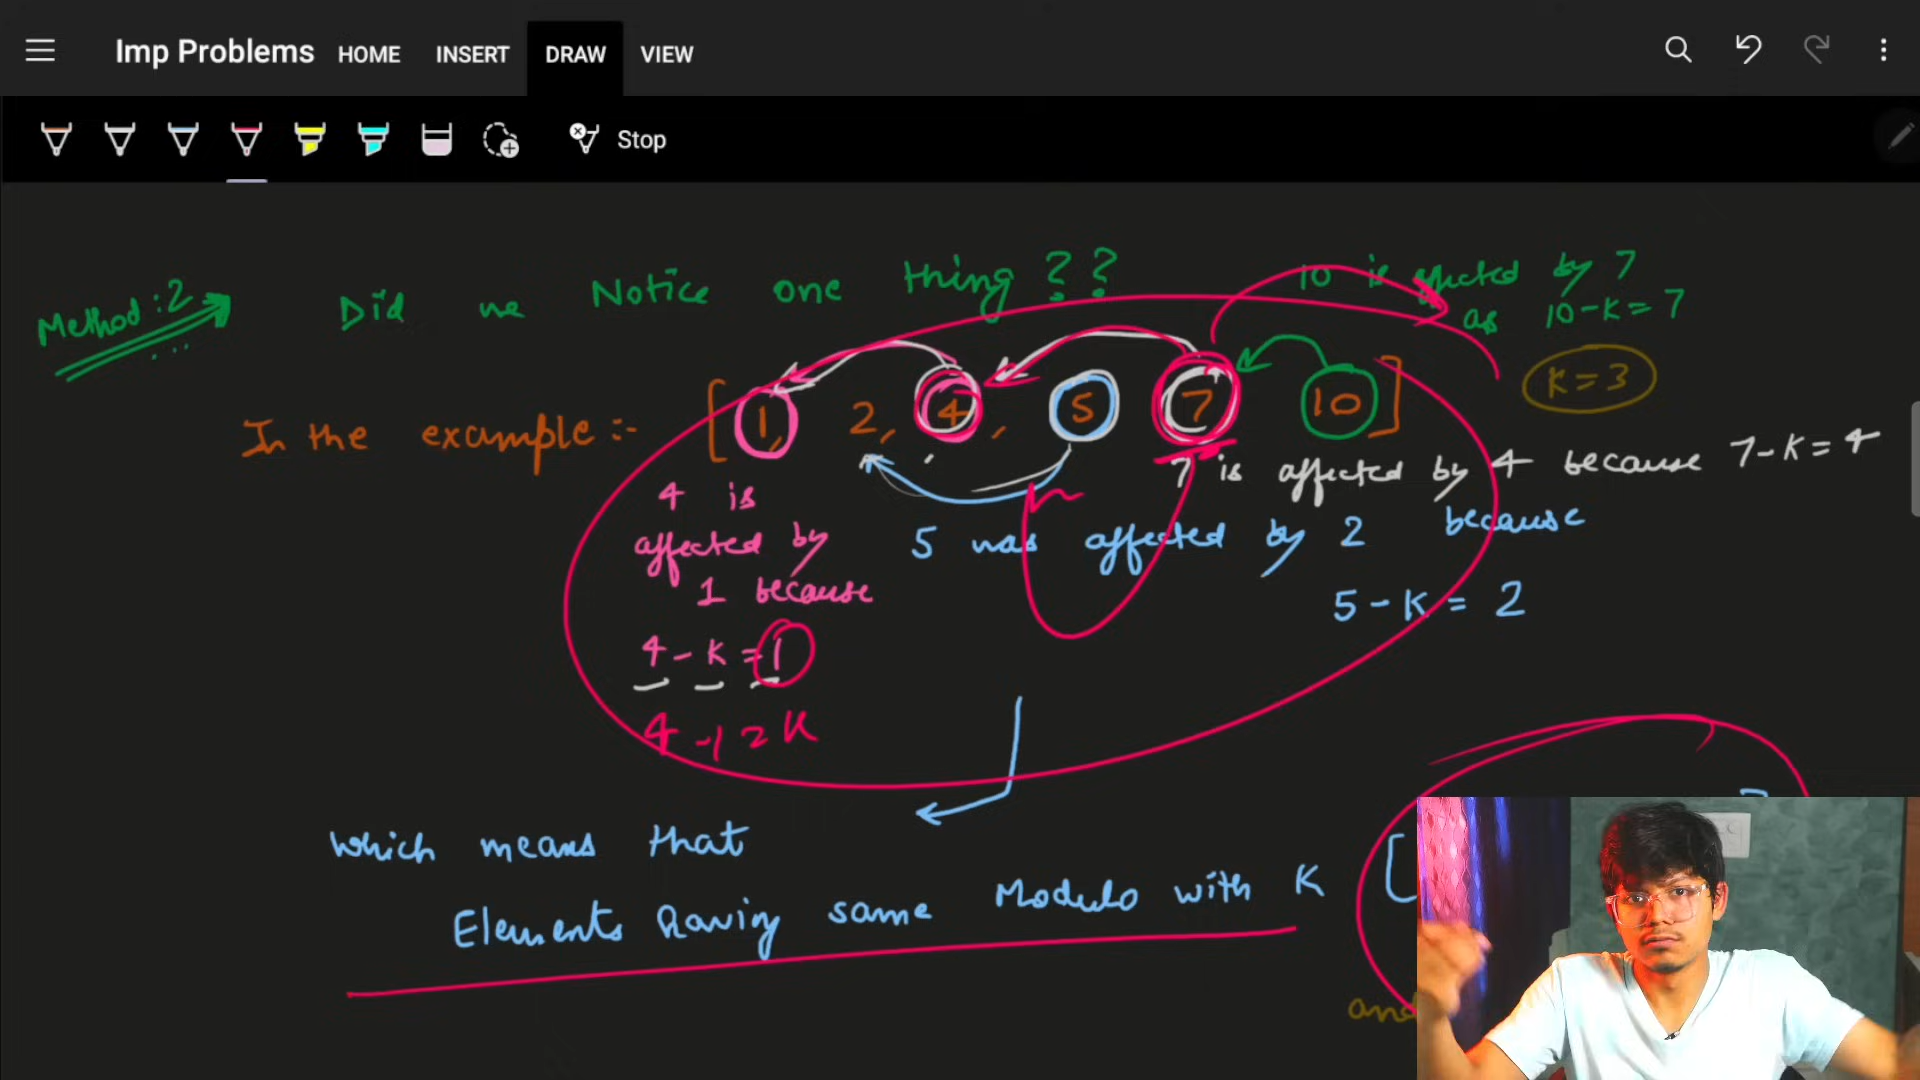 Imp Problems HOME INSERT DRAW VIEW
Stop
Method:2 Did we Notice one thing ??
10 is affected by 7
as 10-K=7
K=3
In the example:- [1, 2, 4, 5 7 10]
7 is affected by 4 because 7-K=4
4 is
affected by
1 because
4-K=1
4-1=K
5 was affected by 2 because
5-K=2
Which means that
Elements Having same Modulo with K [
and